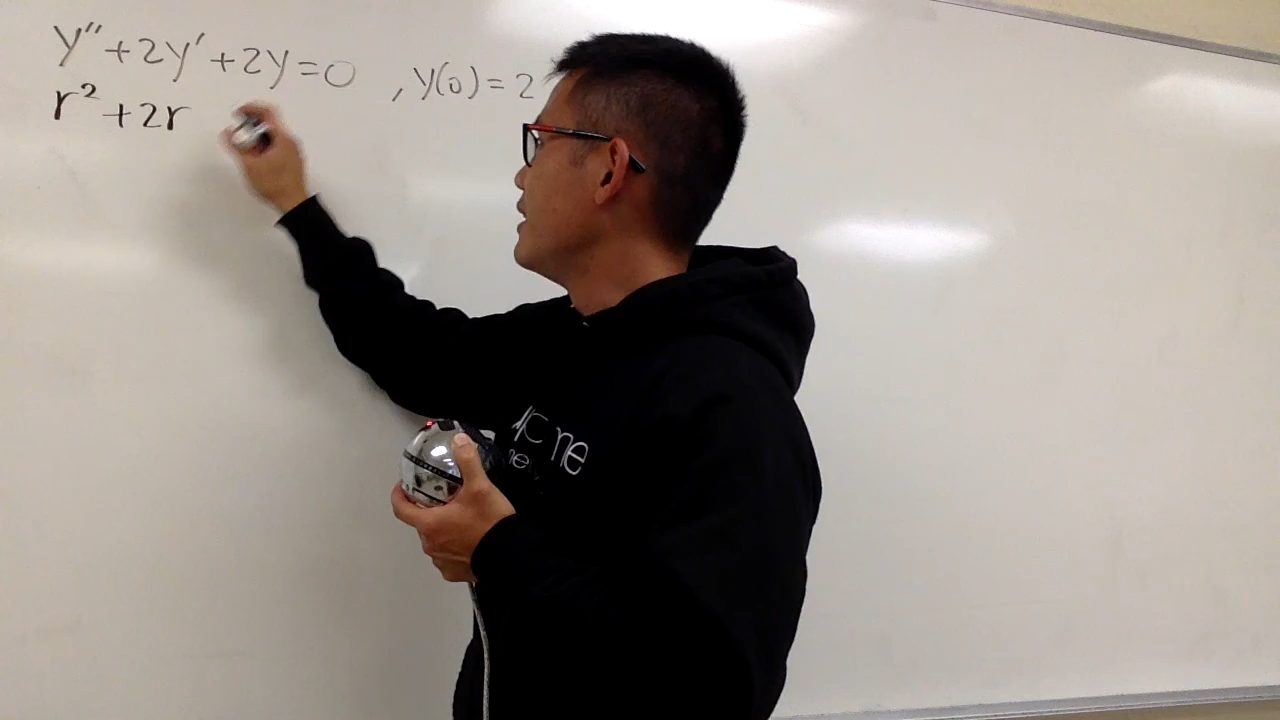 y'' + 2y' + 2y = 0 , y(0) = 2
r² + 2r